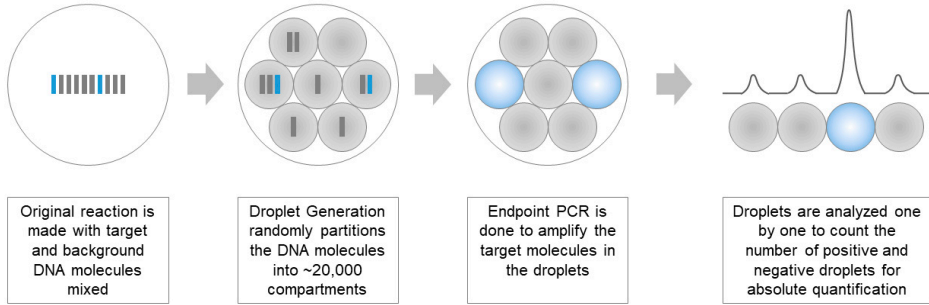 Original reaction is
made with target
and background
DNA molecules
mixed
Droplet Generation
randomly partitions
the DNA molecules
into ~20,000
compartments
Endpoint PCR is
done to amplify the
target molecules in
the droplets
Droplets are analyzed one
by one to count the
number of positive and
negative droplets for
absolute quantification